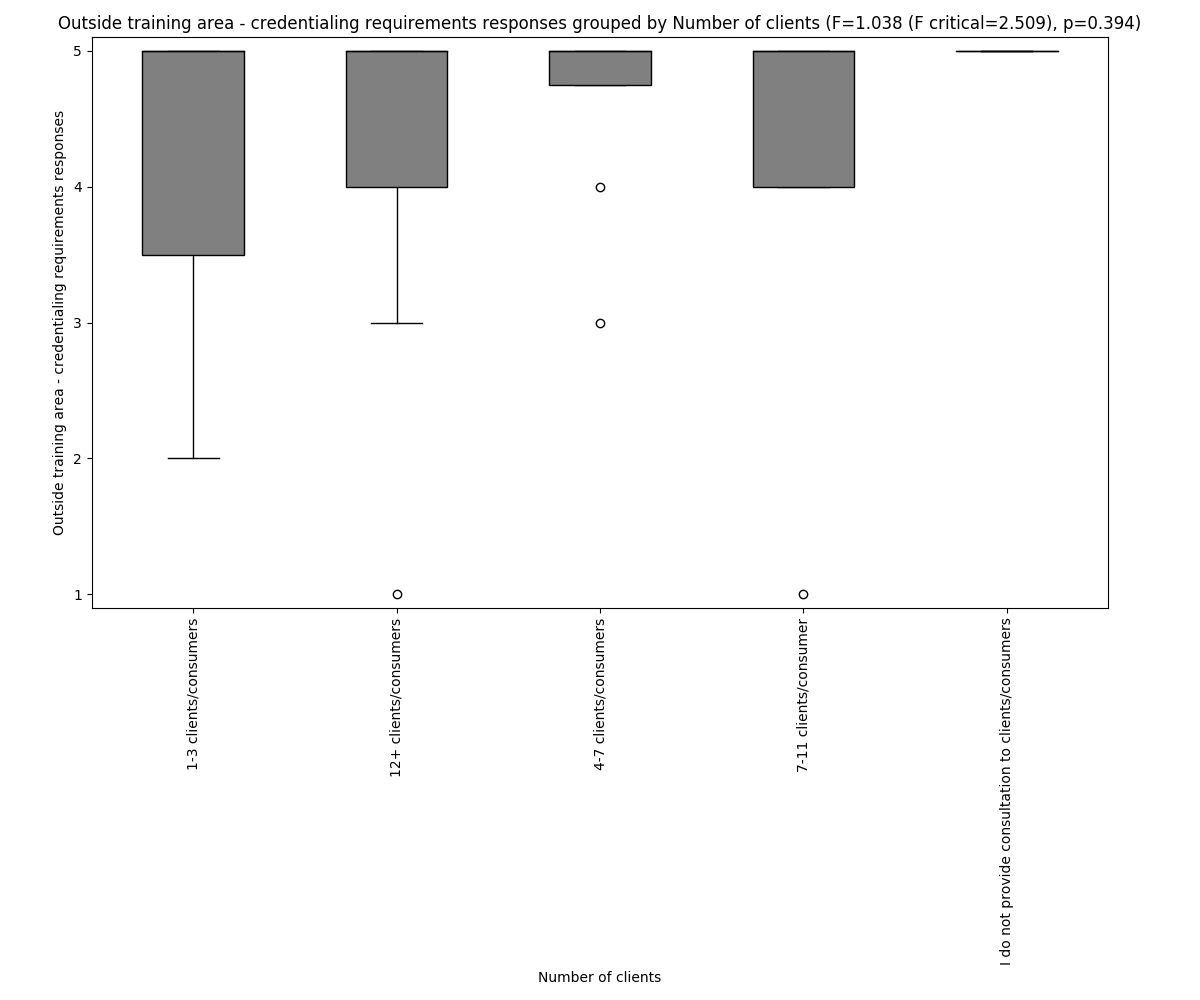 Outside training area - credentialing requirements responses grouped by Number of clients (F=1.038 (F critical=2.509), p=0.394)
Outside training area - credentialing requirements responses
5
4
3
2
1
1-3 clients/consumers
12+ clients/consumers
4-7 clients/consumers
7-11 clients/consumer
I do not provide consultation to clients/consumers
Number of clients